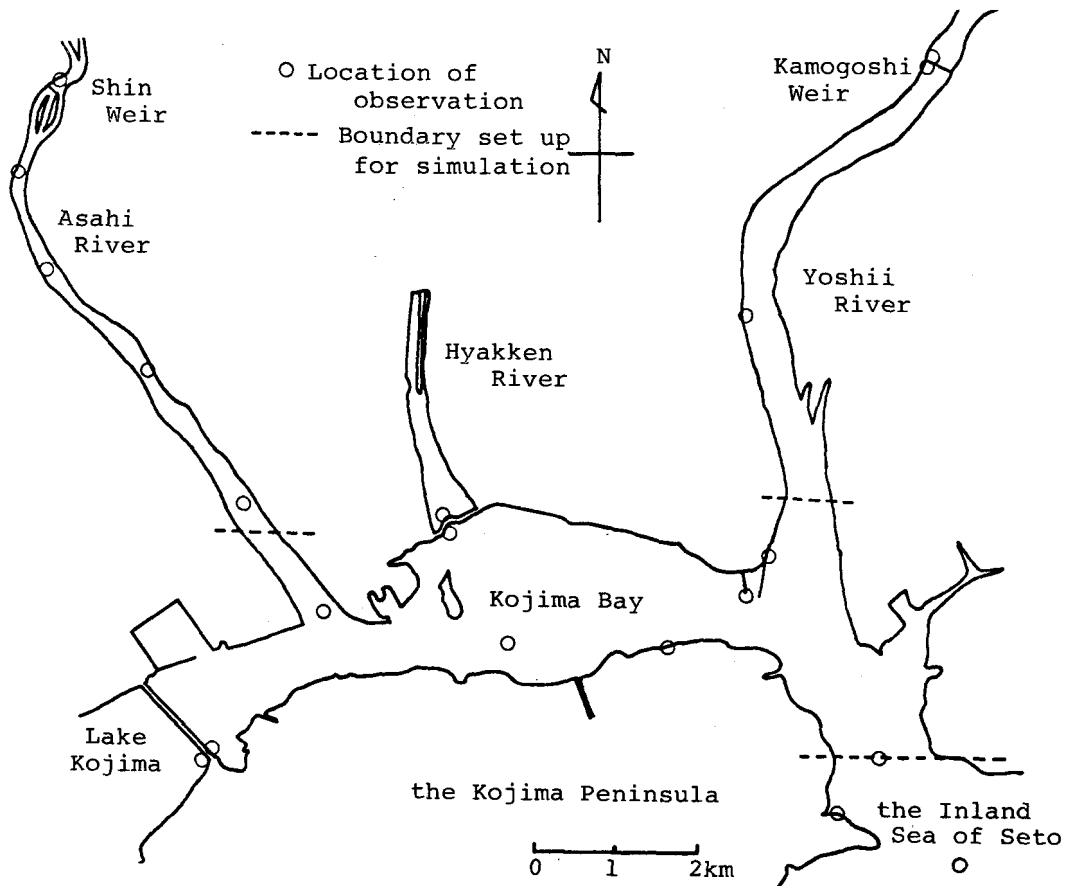 Shin
Weir
Location of
observation
Boundary set up
for simulation
N
Kamogoshi
Weir
Asahi
River
Yoshii
River
Hyakken
River
Kojima Bay
Lake
Kojima
the Kojima Peninsula
the Inland
Sea of Seto
0 1 2km